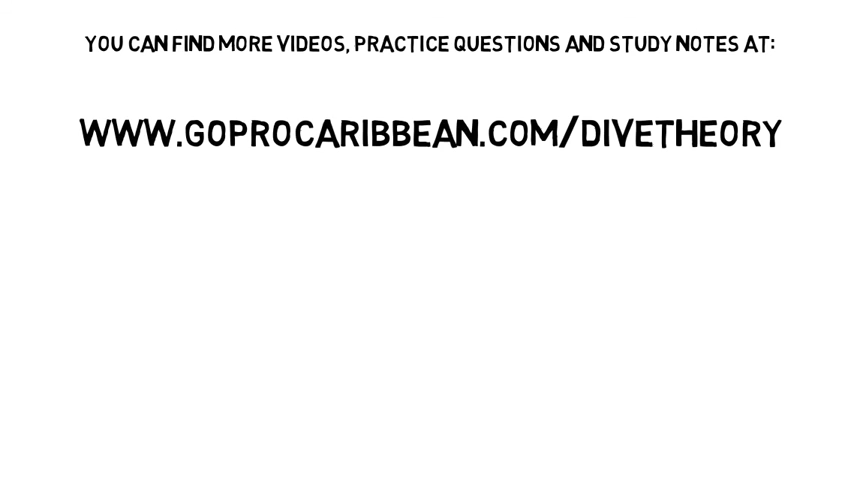 YOU CAN FIND MORE VIDEOS, PRACTICE QUESTIONS AND STUDY NOTES AT:
WWW.GOPROCARIBBEAN.COM/DIVETHEORY